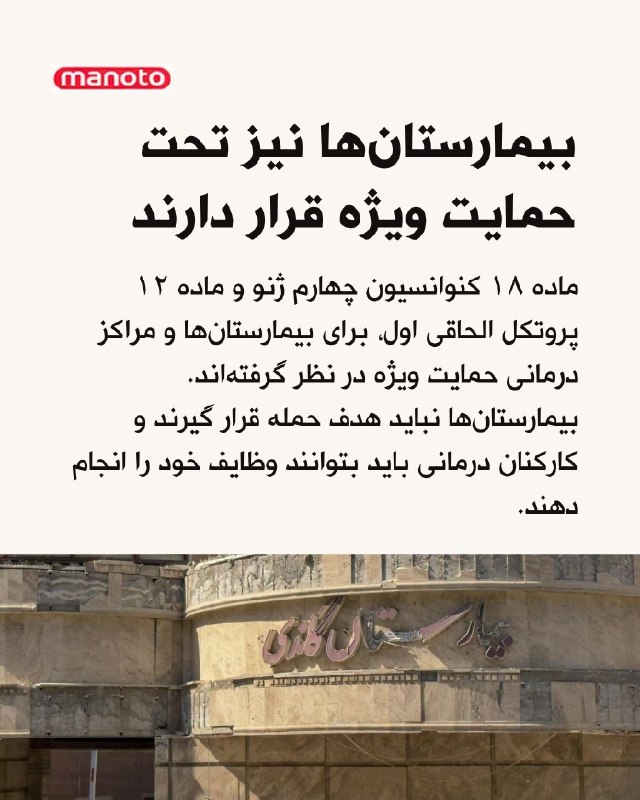 manoto
بیمارستان‌ها نیز تحت
حمایت ویژه قرار دارند
ماده ۱۸ کنوانسیون چهارم ژنو و ماده ۱۲
پروتکل الحاقی اول، برای بیمارستان‌ها و مراکز
درمانی حمایت ویژه در نظر گرفته‌اند.
بیمارستان‌ها نباید هدف حمله قرار گیرند و
کارکنان درمانی باید بتوانند وظایف خود را انجام
دهند.
بیمارستان گاندی